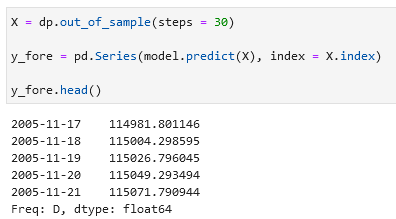 X = dp.out_of_sample(steps = 30)
y_fore = pd.Series(model.predict(X), index = X.index)
y_fore.head()
2005-11-17    114981.801146
2005-11-18    115004.298595
2005-11-19    115026.796045
2005-11-20    115049.293494
2005-11-21    115071.790944
Freq: D, dtype: float64